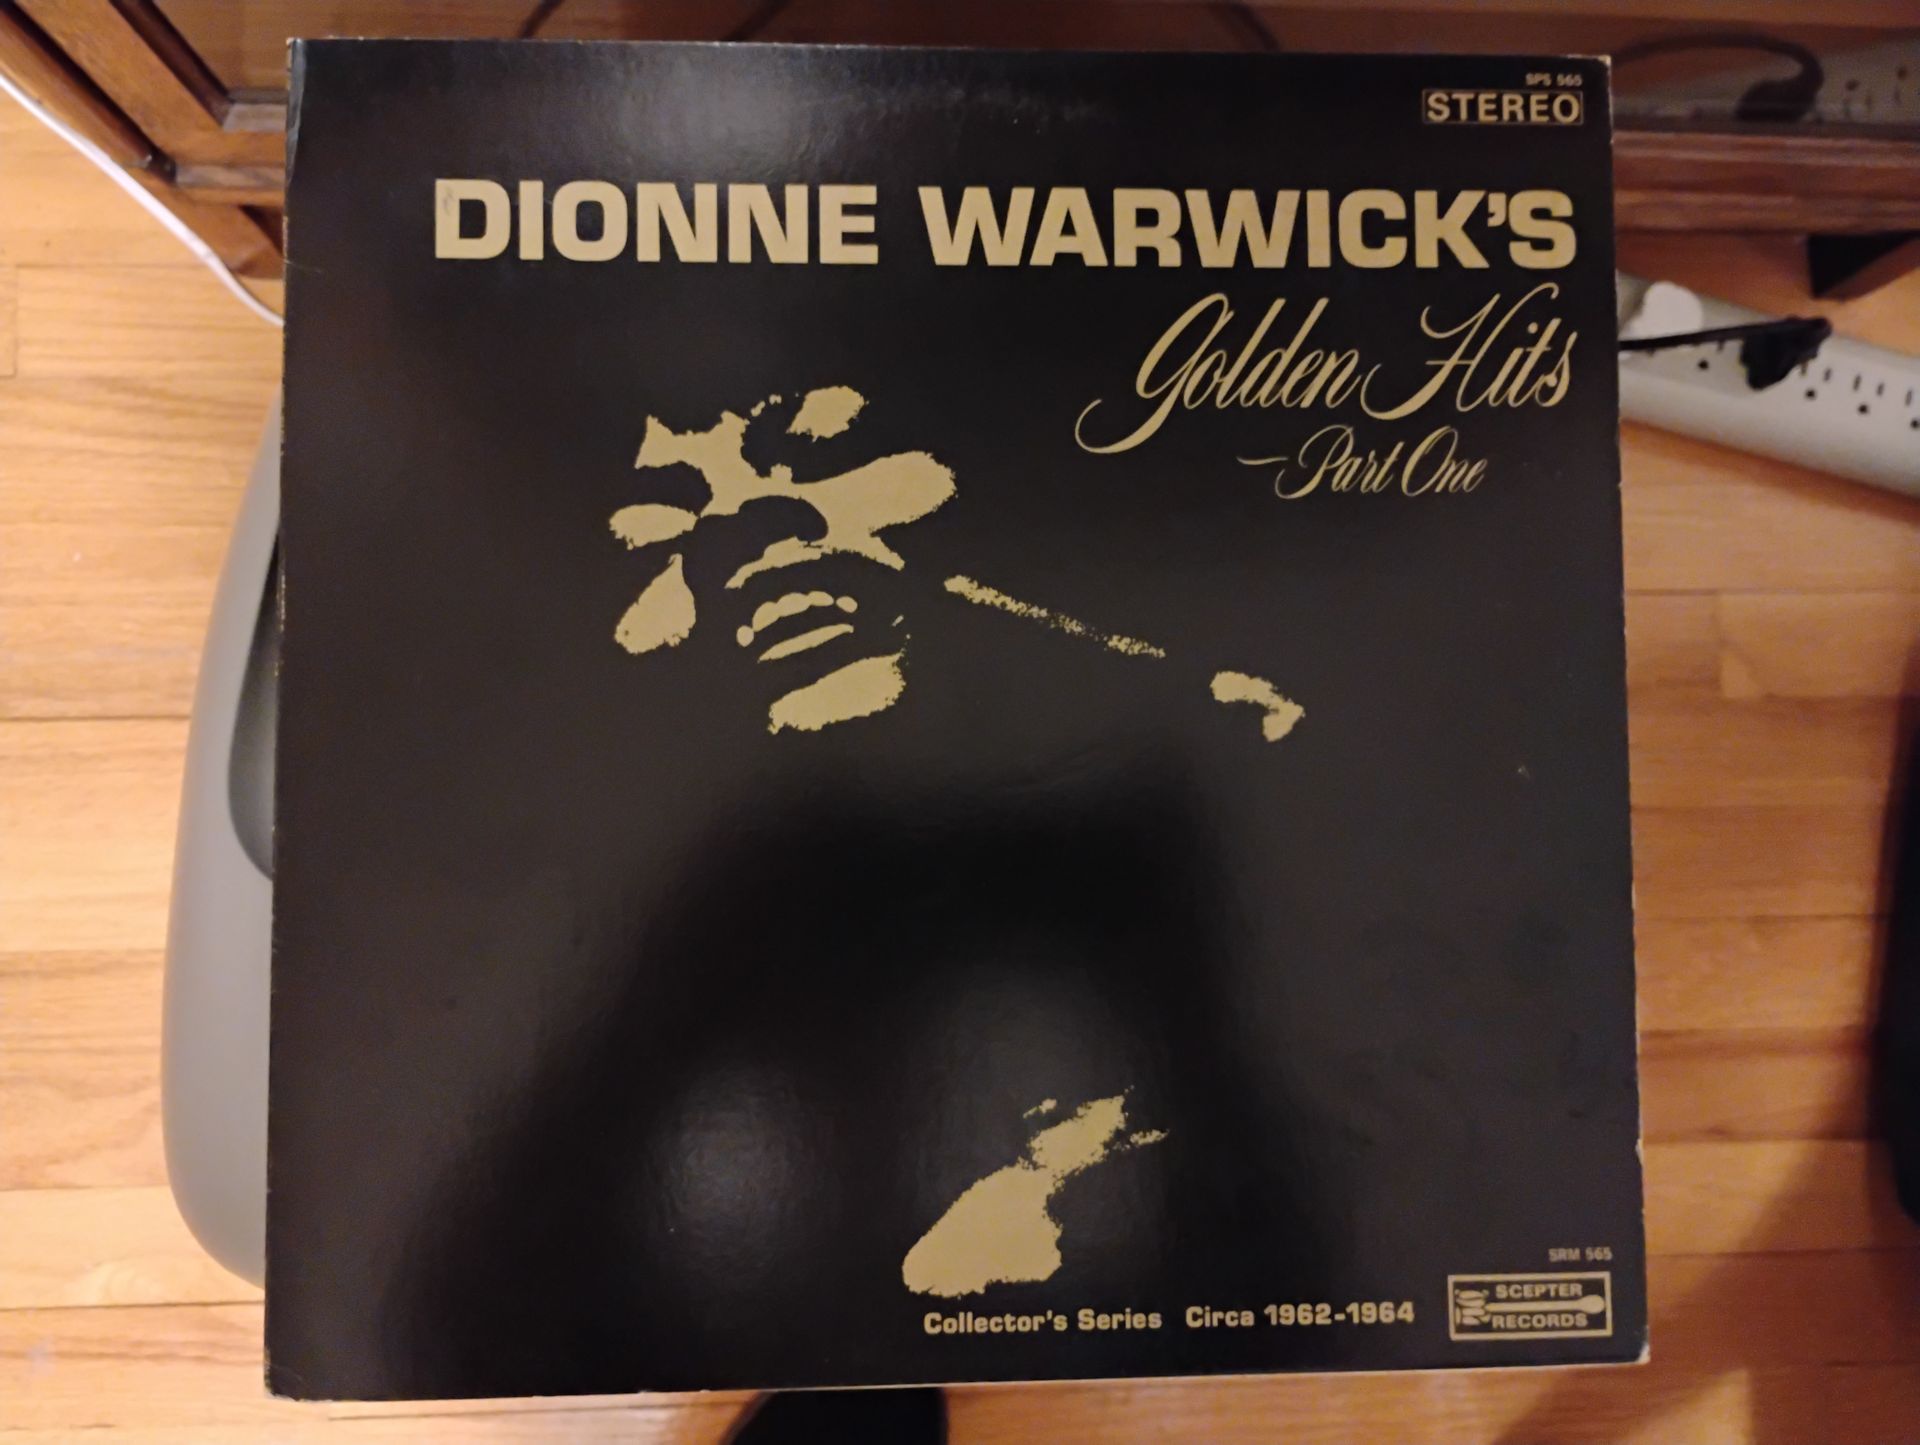 SPS 565
STEREO
DIONNE WARWICK'S
Golden Hits
—Part One
SRM 565
Collector's Series Circa 1962-1964
SCEPTER
RECORDS